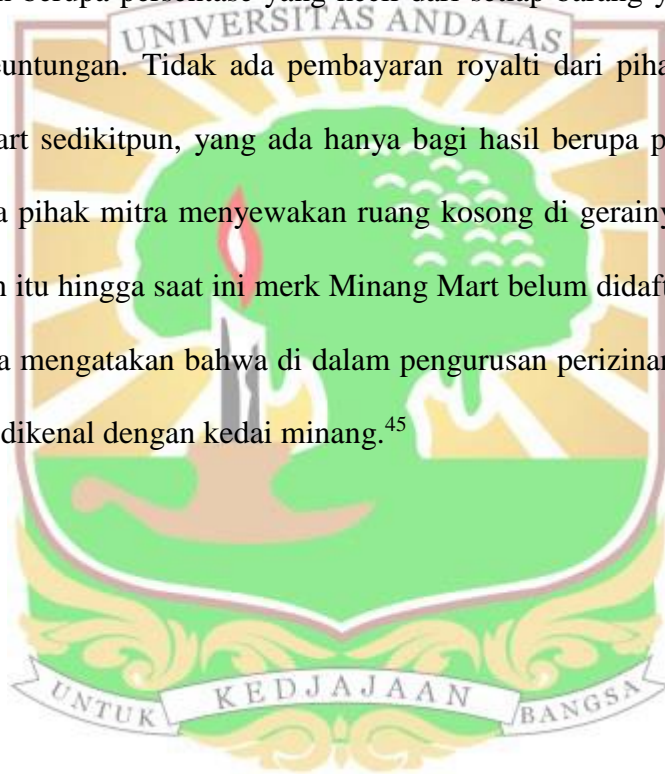 berupa persentase yang kecil dari setiap barang y
UNIVERSITAS ANDALAS
euntungan. Tidak ada pembayaran royalti dari piha
art sedikitpun, yang ada hanya bagi hasil berupa p
a pihak mitra menyewakan ruang kosong di gerainy
n itu hingga saat ini merk Minang Mart belum didaft
a mengatakan bahwa di dalam pengurusan perizinan
dikenal dengan kedai minang.45
UNTUK KEDJAJAAN BANGSA